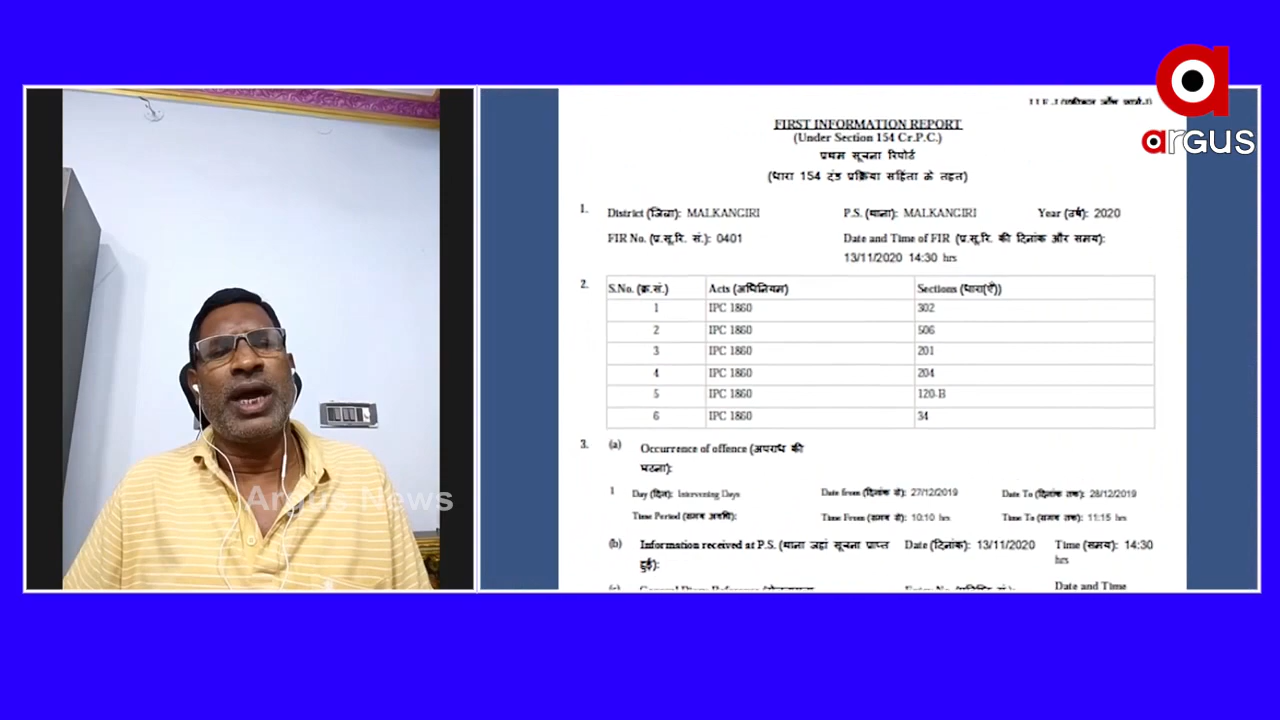 argus
FIRST INFORMATION REPORT
(Under Section 154 Cr.P.C.)
प्रथम सूचना रिपोर्ट
(धारा 154 दंड प्रक्रिया संहिता के तहत)
1. District (जिला): MALKANGIRI P.S. (थाना): MALKANGIRI Year (वर्ष): 2020
FIR No. (प्र.सू.रि. सं.): 0401 Date and Time of FIR (प्र.सू.रि. की दिनांक और समय):
13/11/2020 14:30 hrs
2. S.No. (क्र.सं.) Acts (अधिनियम) Sections (धारा(एँ))
1 IPC 1860 302
2 IPC 1860 506
3 IPC 1860 201
4 IPC 1860 204
5 IPC 1860 120-B
6 IPC 1860 34
3. (a) Occurrence of offence (अपराध की
घटना):
1 Day (दिन): Intervening Days Date from (दिनांक से): 27/12/2019 Date To (दिनांक तक): 28/12/2019
Time Period (समय अवधि): Time From (समय से): 10:10 hrs Time To (समय तक): 11:15 hrs
(b) Information received at P.S. (थाना जहां सूचना प्राप्त Date (दिनांक): 13/11/2020 Time (समय): 14:30
हुई): hrs
Date and Time
Argus News